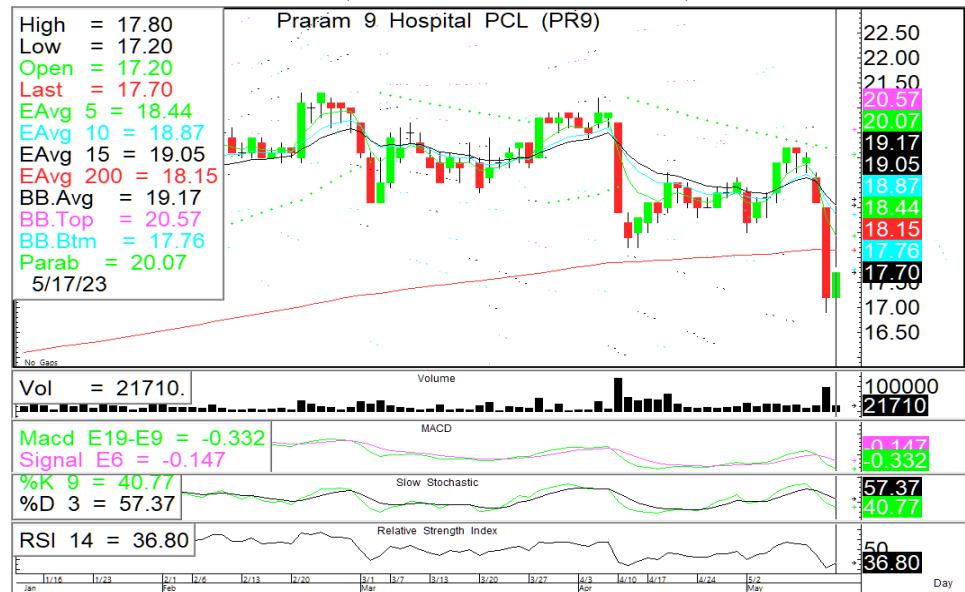 Praram 9 Hospital PCL (PR9)
High = 17.80
Low = 17.20
Open = 17.20
Last = 17.70
EAvg 5 = 18.44
EAvg 10 = 18.87
EAvg 15 = 19.05
EAvg 200 = 18.15
BB.Avg = 19.17
BB.Top = 20.57
BB.Btm = 17.76
Parab = 20.07
5/17/23
22.50
22.00
21.50
20.57
20.07
19.17
19.05
18.87
18.44
18.15
17.76
17.70
17.50
17.00
16.50
No Gaps
Volume
Vol = 21710.
100000
21710
MACD
Macd E19-E9 = -0.332
Signal E6 = -0.147
-0.147
-0.332
Slow Stochastic
%K 9 = 40.77
%D 3 = 57.37
57.37
40.77
Relative Strength Index
RSI 14 = 36.80
50
36.80
1/16 1/23 2/1 2/6 2/13 2/20 3/1 3/7 3/13 3/20 3/27 4/3 4/10 4/17 4/24 5/2
Jan Feb Mar Apr May
Day